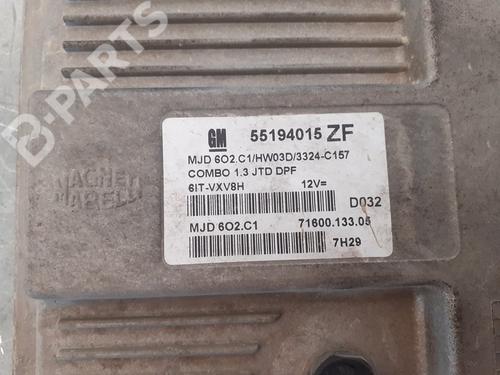 B-PARTS
GM 55194015 ZF
MJD 6O2.C1/HW03D/3324-C157
COMBO 1.3 JTD DPF
6IT-VXV8H 12V=
D032
MJD 6O2.C1 71600.133.05
7H29
MAGNETI
MARELLI